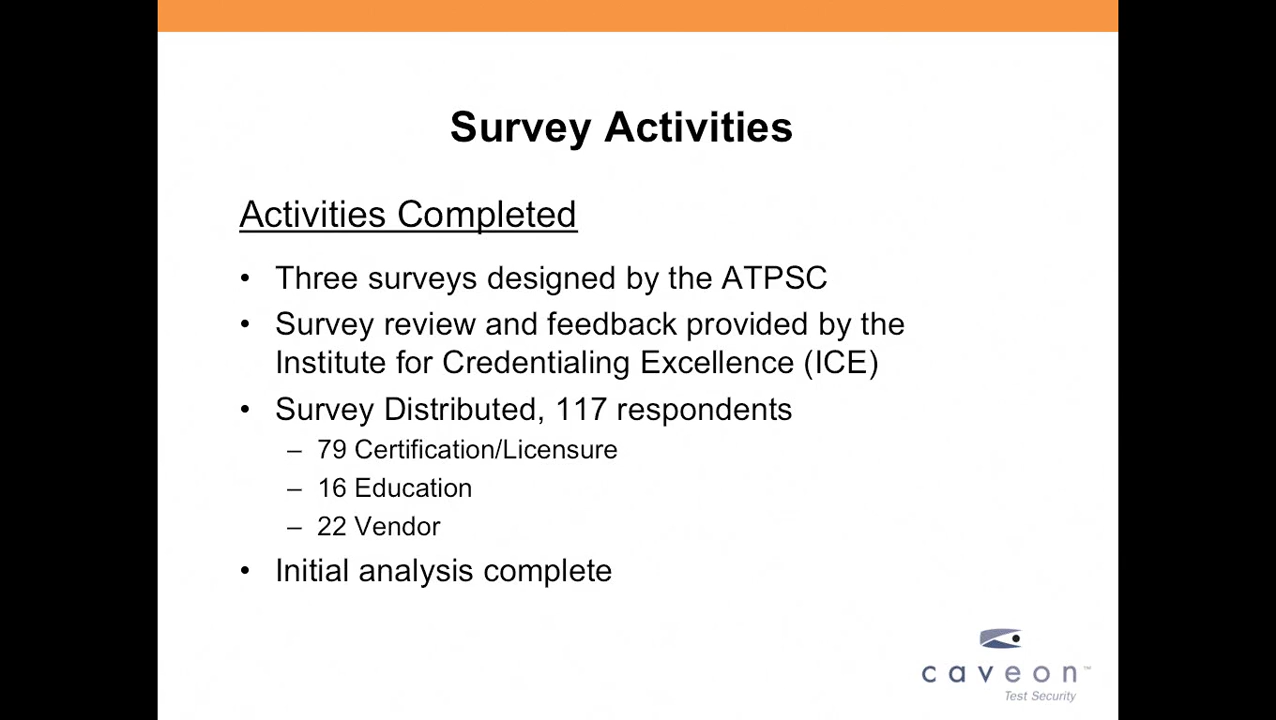 Survey Activities
Activities Completed
• Three surveys designed by the ATPSC
• Survey review and feedback provided by the
Institute for Credentialing Excellence (ICE)
• Survey Distributed, 117 respondents
– 79 Certification/Licensure
– 16 Education
– 22 Vendor
• Initial analysis complete
caveon™
Test Security